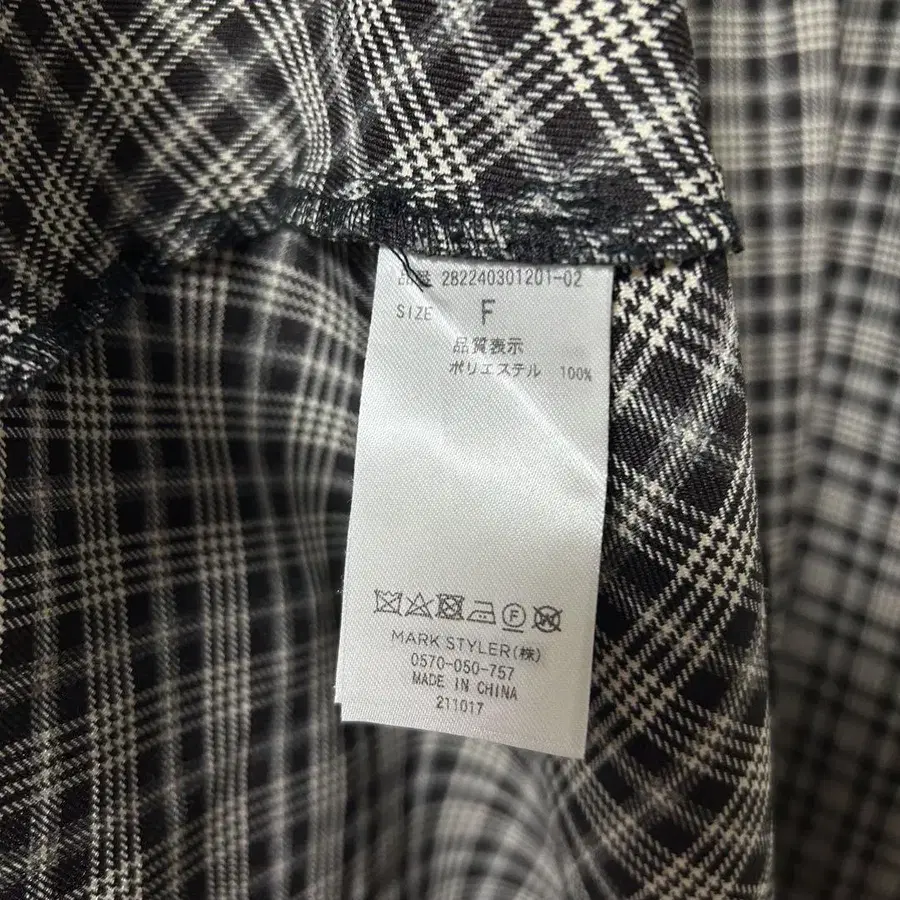 品番 282240301201-02
SIZE F
品質表示
ポリエステル 100%
F W
MARK STYLER(株)
0570-050-757
MADE IN CHINA
211017